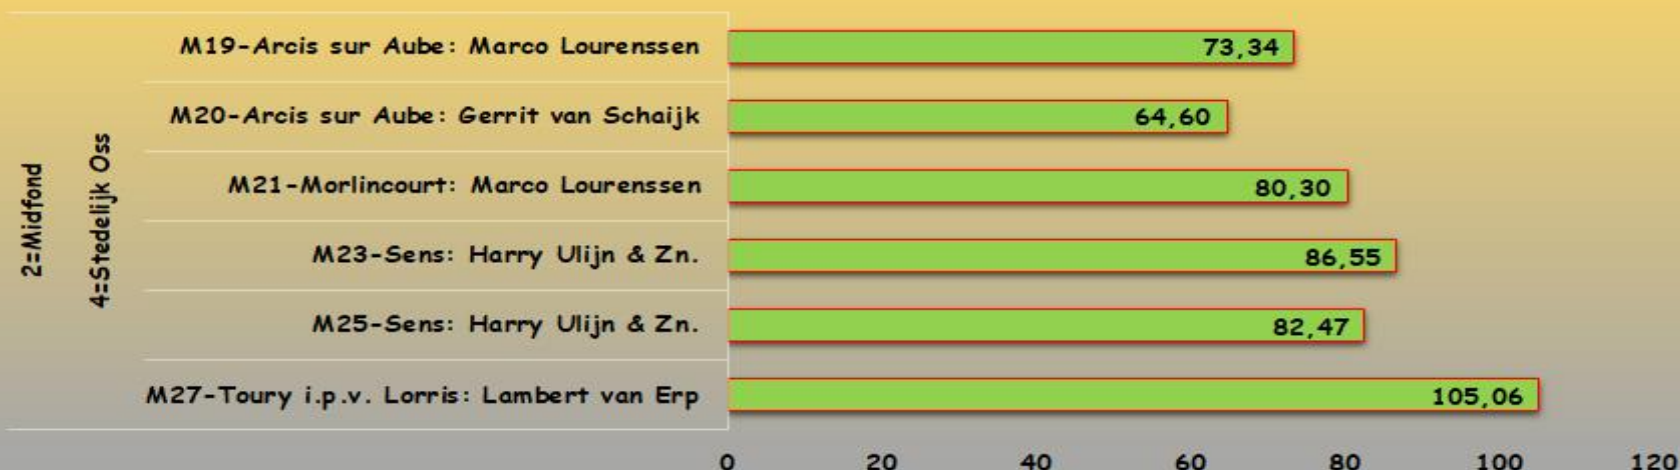 2=Midfond
4=Stedelijk Oss
M19-Arcis sur Aube: Marco Lourenssen 73,34
M20-Arcis sur Aube: Gerrit van Schaijk 64,60
M21-Morlincourt: Marco Lourenssen 80,30
M23-Sens: Harry Ulijn & Zn. 86,55
M25-Sens: Harry Ulijn & Zn. 82,47
M27-Toury i.p.v. Lorris: Lambert van Erp 105,06
0 20 40 60 80 100 120